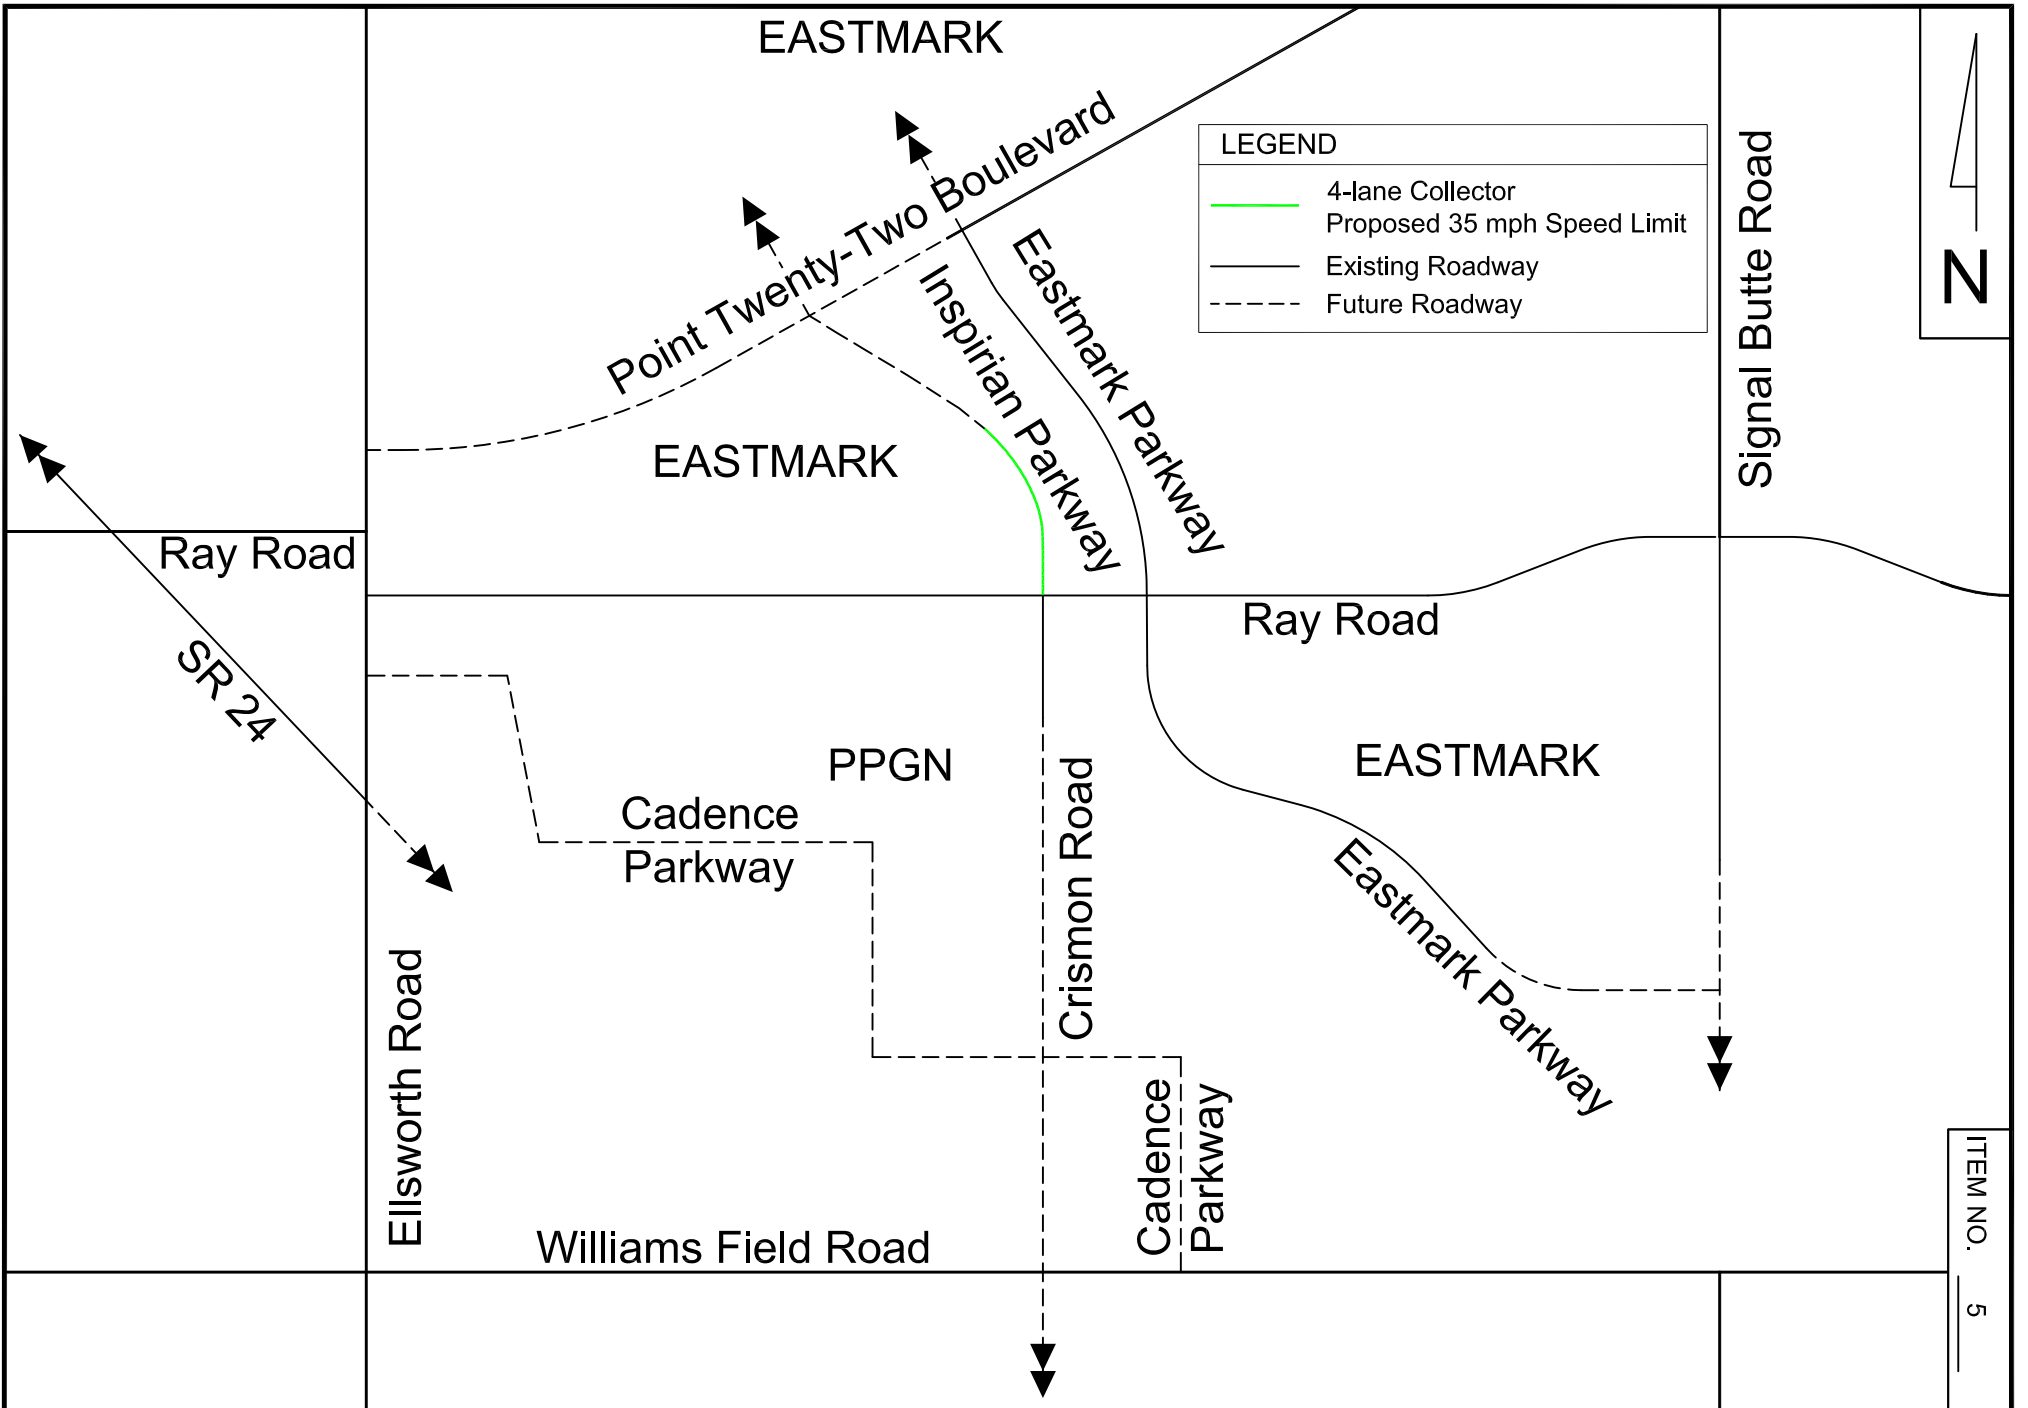 EASTMARK
Point Twenty-Two Boulevard
LEGEND
4-lane Collector
Proposed 35 mph Speed Limit
Existing Roadway
Future Roadway
N
Signal Butte Road
Eastmark Parkway
Inspirian Parkway
EASTMARK
Ray Road
Ray Road
SR 24
PPGN
EASTMARK
Cadence
Parkway
Crismon Road
Eastmark Parkway
Ellsworth Road
Cadence
Parkway
Williams Field Road
ITEM NO. 5